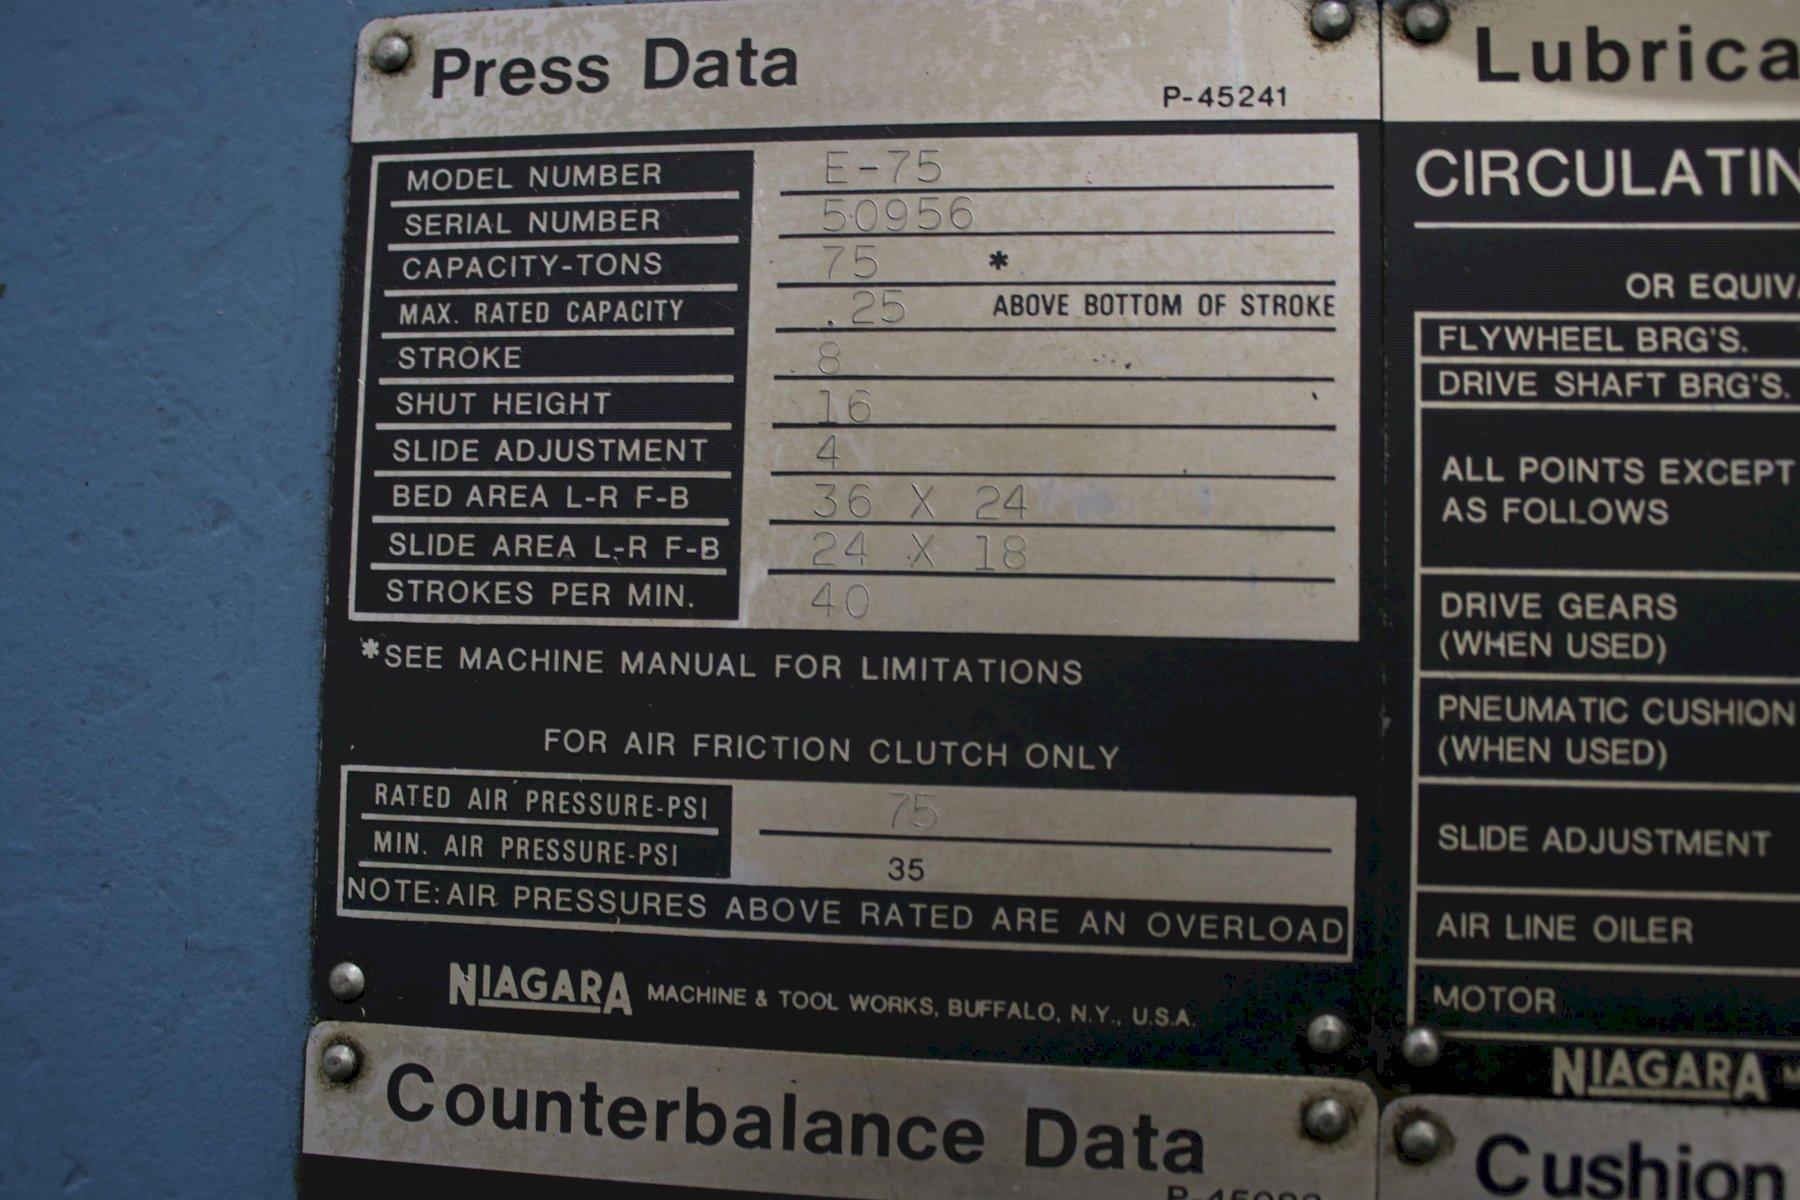 Press Data
P-45241
MODEL NUMBER E-75
SERIAL NUMBER 50956
CAPACITY-TONS 75 *
MAX. RATED CAPACITY .25 ABOVE BOTTOM OF STROKE
STROKE 8
SHUT HEIGHT 16
SLIDE ADJUSTMENT 4
BED AREA L-R F-B 36 X 24
SLIDE AREA L-R F-B 24 X 18
STROKES PER MIN. 40
*SEE MACHINE MANUAL FOR LIMITATIONS
FOR AIR FRICTION CLUTCH ONLY
RATED AIR PRESSURE-PSI 75
MIN. AIR PRESSURE-PSI 35
NOTE: AIR PRESSURES ABOVE RATED ARE AN OVERLOAD
NIAGARA MACHINE & TOOL WORKS, BUFFALO, N.Y., U.S.A.
Counterbalance Data
Lubrica
CIRCULATIN
OR EQUIVA
FLYWHEEL BRG'S.
DRIVE SHAFT BRG'S.
ALL POINTS EXCEPT
AS FOLLOWS
DRIVE GEARS
(WHEN USED)
PNEUMATIC CUSHION
(WHEN USED)
SLIDE ADJUSTMENT
AIR LINE OILER
MOTOR
NIAGARA M
Cushion